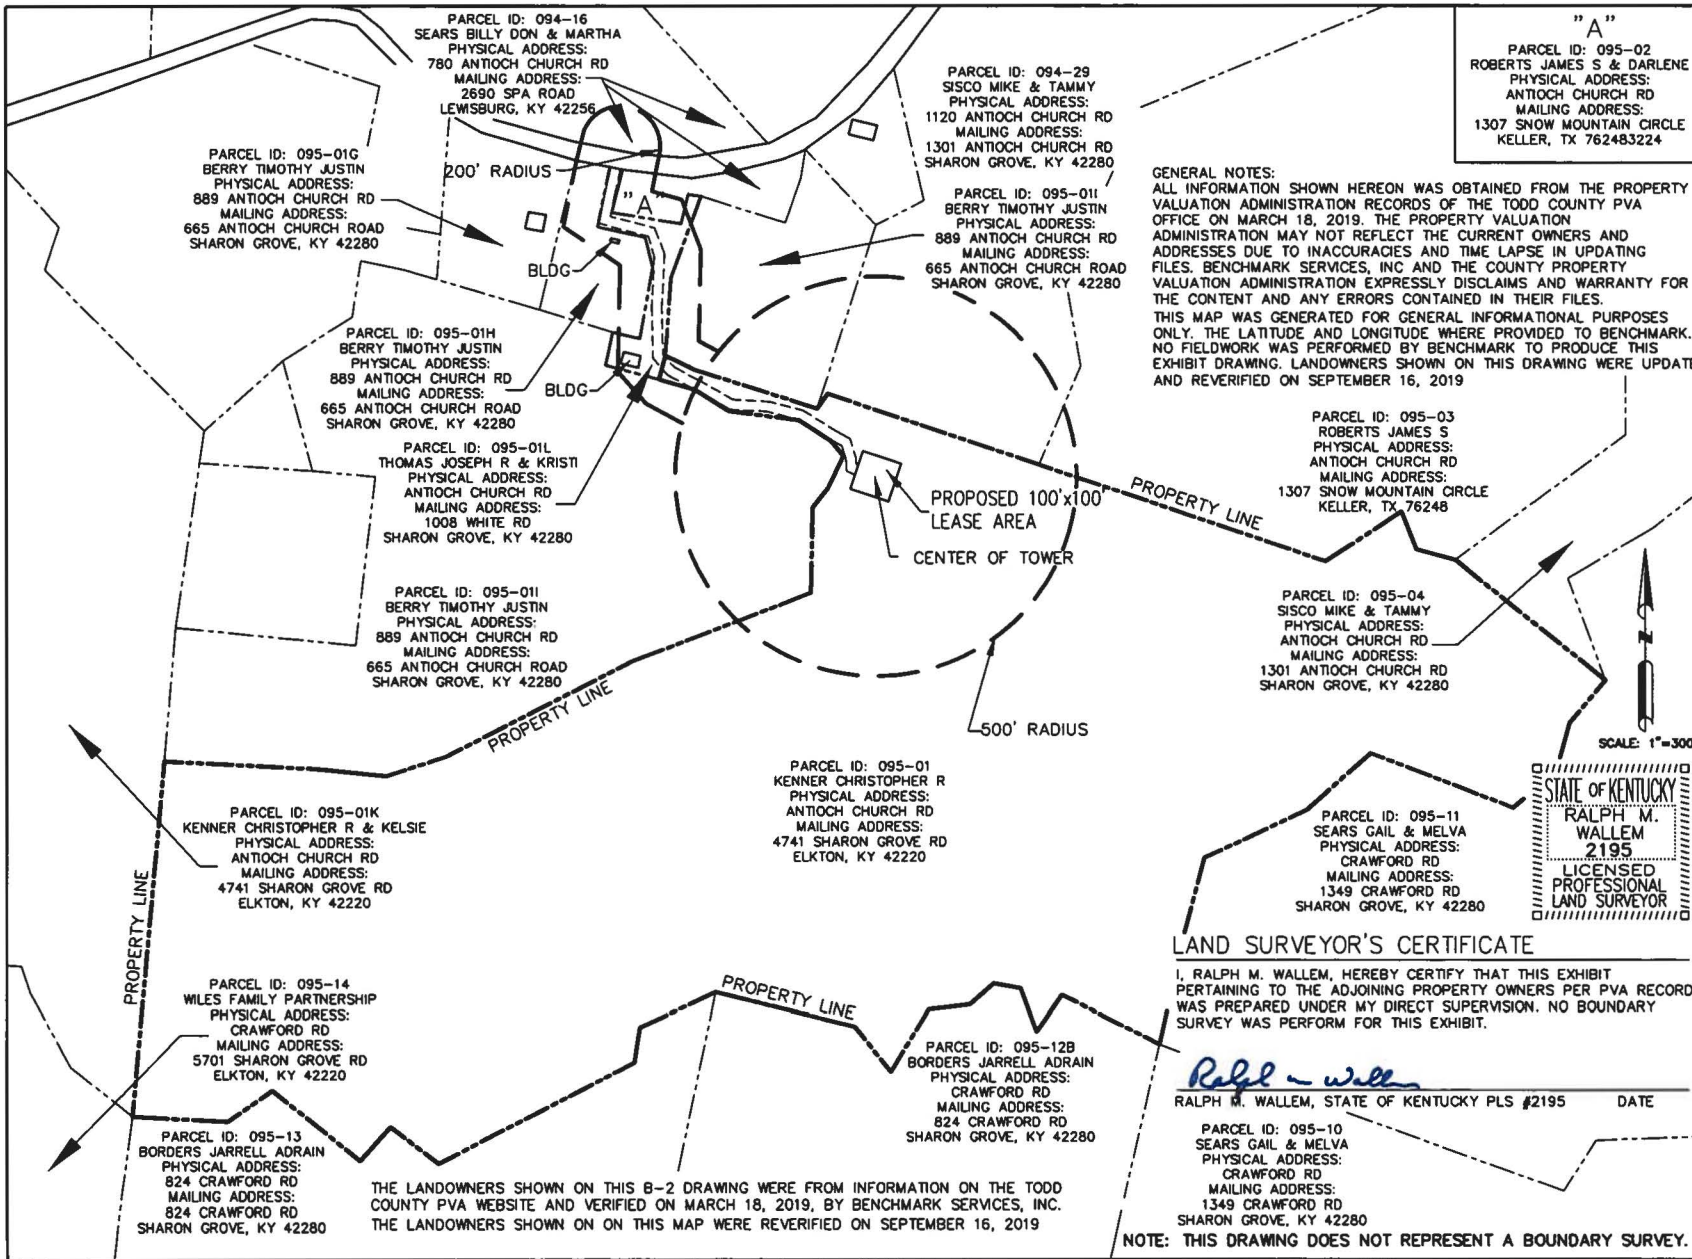 PARCEL ID: 094-16
SEARS BILLY DON & MARTHA
PHYSICAL ADDRESS:
780 ANTIOCH CHURCH RD
MAILING ADDRESS:
2690 SPA ROAD
LEWISBURG, KY 42256
PARCEL ID: 094-29
SISCO MIKE & TAMMY
PHYSICAL ADDRESS:
1120 ANTIOCH CHURCH RD
MAILING ADDRESS:
1301 ANTIOCH CHURCH RD
SHARON GROVE, KY 42280
"A"
PARCEL ID: 095-02
ROBERTS JAMES S & DARLENE
PHYSICAL ADDRESS:
ANTIOCH CHURCH RD
MAILING ADDRESS:
1307 SNOW MOUNTAIN CIRCLE
KELLER, TX 762483224
PARCEL ID: 095-01G
BERRY TIMOTHY JUSTIN
PHYSICAL ADDRESS:
889 ANTIOCH CHURCH RD
MAILING ADDRESS:
665 ANTIOCH CHURCH ROAD
SHARON GROVE, KY 42280
200' RADIUS
"A"
BLDG
PARCEL ID: 095-01I
BERRY TIMOTHY JUSTIN
PHYSICAL ADDRESS:
889 ANTIOCH CHURCH RD
MAILING ADDRESS:
665 ANTIOCH CHURCH ROAD
SHARON GROVE, KY 42280
GENERAL NOTES:
ALL INFORMATION SHOWN HEREON WAS OBTAINED FROM THE PROPERTY
VALUATION ADMINISTRATION RECORDS OF THE TODD COUNTY PVA
OFFICE ON MARCH 18, 2019. THE PROPERTY VALUATION
ADMINISTRATION MAY NOT REFLECT THE CURRENT OWNERS AND
ADDRESSES DUE TO INACCURACIES AND TIME LAPSE IN UPDATING
FILES. BENCHMARK SERVICES, INC AND THE COUNTY PROPERTY
VALUATION ADMINISTRATION EXPRESSLY DISCLAIMS AND WARRANTY FOR
THE CONTENT AND ANY ERRORS CONTAINED IN THEIR FILES.
THIS MAP WAS GENERATED FOR GENERAL INFORMATIONAL PURPOSES
ONLY. THE LATITUDE AND LONGITUDE WHERE PROVIDED TO BENCHMARK.
NO FIELDWORK WAS PERFORMED BY BENCHMARK TO PRODUCE THIS
EXHIBIT DRAWING. LANDOWNERS SHOWN ON THIS DRAWING WERE UPDATE
AND REVERIFIED ON SEPTEMBER 16, 2019
PARCEL ID: 095-01H
BERRY TIMOTHY JUSTIN
PHYSICAL ADDRESS:
889 ANTIOCH CHURCH RD
MAILING ADDRESS:
665 ANTIOCH CHURCH ROAD
SHARON GROVE, KY 42280
BLDG
PARCEL ID: 095-01L
THOMAS JOSEPH R & KRISTI
PHYSICAL ADDRESS:
ANTIOCH CHURCH RD
MAILING ADDRESS:
1008 WHITE RD
SHARON GROVE, KY 42280
PARCEL ID: 095-03
ROBERTS JAMES S
PHYSICAL ADDRESS:
ANTIOCH CHURCH RD
MAILING ADDRESS:
1307 SNOW MOUNTAIN CIRCLE
KELLER, TX 76248
PROPOSED 100'x100'
LEASE AREA
CENTER OF TOWER
PROPERTY LINE
PARCEL ID: 095-01I
BERRY TIMOTHY JUSTIN
PHYSICAL ADDRESS:
889 ANTIOCH CHURCH RD
MAILING ADDRESS:
665 ANTIOCH CHURCH ROAD
SHARON GROVE, KY 42280
PARCEL ID: 095-04
SISCO MIKE & TAMMY
PHYSICAL ADDRESS:
ANTIOCH CHURCH RD
MAILING ADDRESS:
1301 ANTIOCH CHURCH RD
SHARON GROVE, KY 42280
N
SCALE: 1"=300
PROPERTY LINE
500' RADIUS
PARCEL ID: 095-01
KENNER CHRISTOPHER R
PHYSICAL ADDRESS:
ANTIOCH CHURCH RD
MAILING ADDRESS:
4741 SHARON GROVE RD
ELKTON, KY 42220
PARCEL ID: 095-01K
KENNER CHRISTOPHER R & KELSIE
PHYSICAL ADDRESS:
ANTIOCH CHURCH RD
MAILING ADDRESS:
4741 SHARON GROVE RD
ELKTON, KY 42220
PARCEL ID: 095-11
SEARS GAIL & MELVA
PHYSICAL ADDRESS:
CRAWFORD RD
MAILING ADDRESS:
1349 CRAWFORD RD
SHARON GROVE, KY 42280
STATE OF KENTUCKY
RALPH M.
WALLEM
2195
LICENSED
PROFESSIONAL
LAND SURVEYOR
PROPERTY LINE
LAND SURVEYOR'S CERTIFICATE
I, RALPH M. WALLEM, HEREBY CERTIFY THAT THIS EXHIBIT
PERTAINING TO THE ADJOINING PROPERTY OWNERS PER PVA RECORD
WAS PREPARED UNDER MY DIRECT SUPERVISION. NO BOUNDARY
SURVEY WAS PERFORM FOR THIS EXHIBIT.
Ralph m Wallem
RALPH M. WALLEM, STATE OF KENTUCKY PLS #2195 DATE
PARCEL ID: 095-14
WILES FAMILY PARTNERSHIP
PHYSICAL ADDRESS:
CRAWFORD RD
MAILING ADDRESS:
5701 SHARON GROVE RD
ELKTON, KY 42220
PROPERTY LINE
PARCEL ID: 095-12B
BORDERS JARRELL ADRAIN
PHYSICAL ADDRESS:
CRAWFORD RD
MAILING ADDRESS:
824 CRAWFORD RD
SHARON GROVE, KY 42280
PARCEL ID: 095-13
BORDERS JARRELL ADRAIN
PHYSICAL ADDRESS:
824 CRAWFORD RD
MAILING ADDRESS:
824 CRAWFORD RD
SHARON GROVE, KY 42280
PARCEL ID: 095-10
SEARS GAIL & MELVA
PHYSICAL ADDRESS:
CRAWFORD RD
MAILING ADDRESS:
1349 CRAWFORD RD
SHARON GROVE, KY 42280
THE LANDOWNERS SHOWN ON THIS B-2 DRAWING WERE FROM INFORMATION ON THE TODD
COUNTY PVA WEBSITE AND VERIFIED ON MARCH 18, 2019, BY BENCHMARK SERVICES, INC.
THE LANDOWNERS SHOWN ON ON THIS MAP WERE REVERIFIED ON SEPTEMBER 16, 2019
NOTE: THIS DRAWING DOES NOT REPRESENT A BOUNDARY SURVEY.